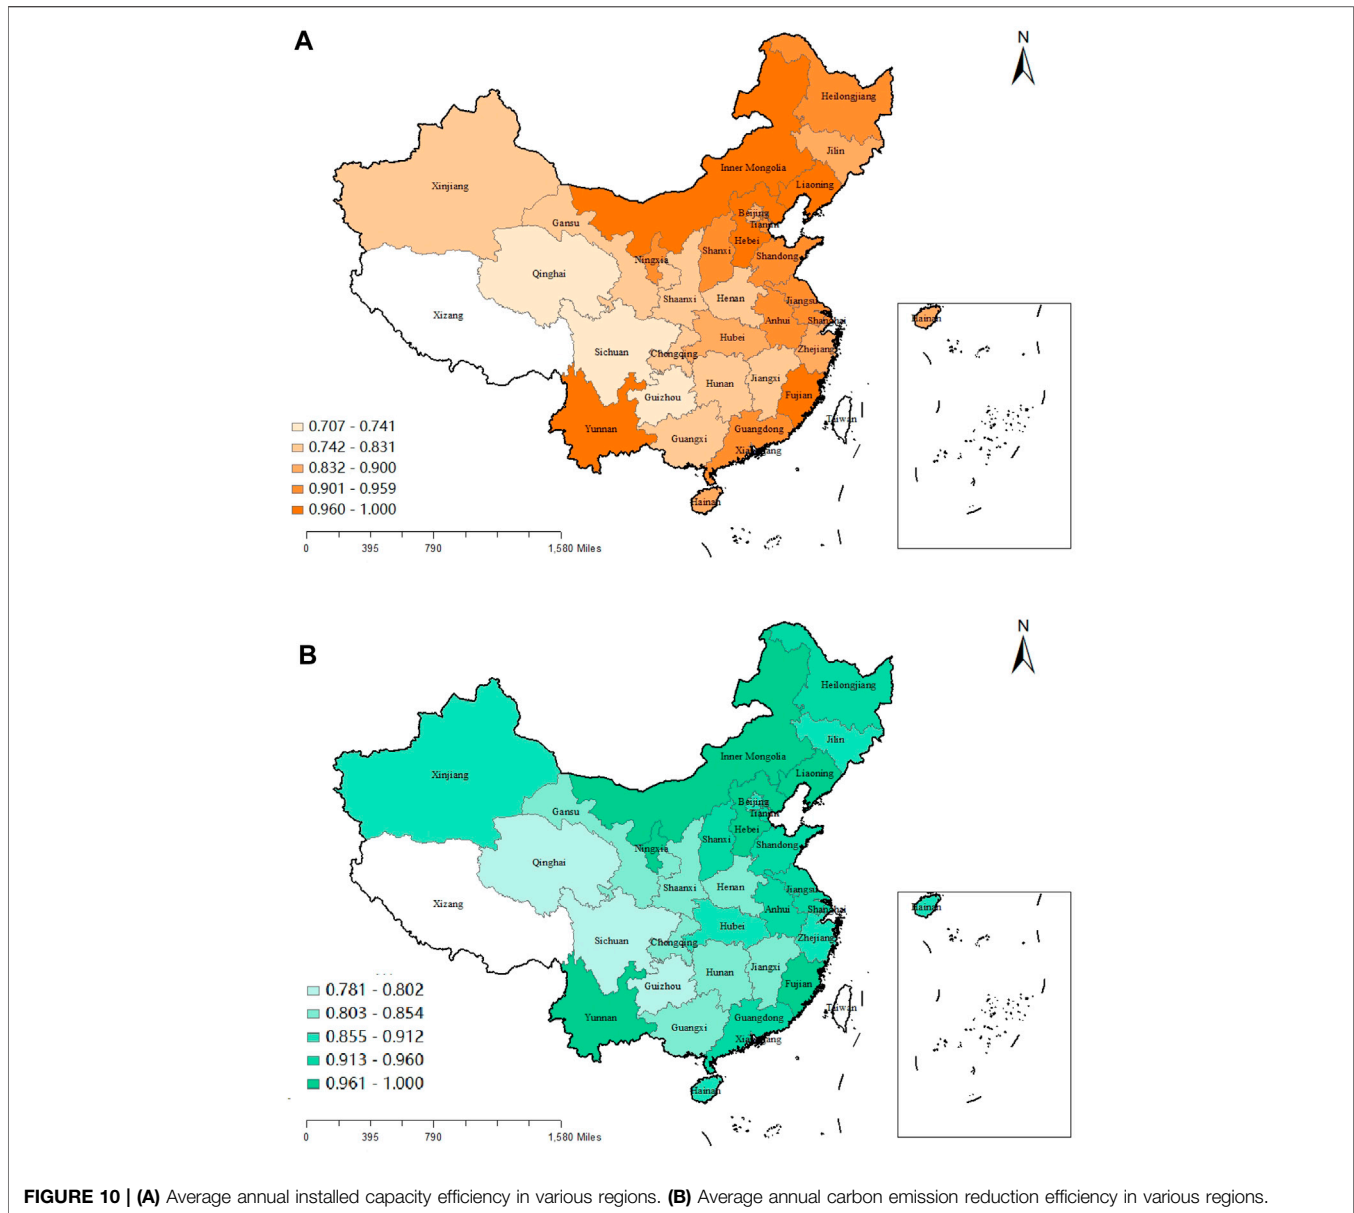 A
N
Heilongjiang
Jilin
Inner Mongolia
Liaoning
Xinjiang
Beijing
Gansu
Tianjin
Hebei
Shanxi
Shandong
Ningxia
Qinghai
Shaanxi
Henan
Jiangsu
Xizang
Anhui
Shanghai
Hainan
Hubei
Zhejiang
Sichuan
Chongqing
Hunan
Jiangxi
Guizhou
Fujian
Taiwan
Yunnan
Guangdong
Guangxi
Hainan
0.707 - 0.741
0.742 - 0.831
0.832 - 0.900
0.901 - 0.959
0.960 - 1.000
0 395 790 1,580 Miles
B
N
Heilongjiang
Jilin
Inner Mongolia
Liaoning
Xinjiang
Beijing
Gansu
Tianjin
Hebei
Shanxi
Shandong
Ningxia
Qinghai
Shaanxi
Henan
Jiangsu
Xizang
Anhui
Shanghai
Hainan
Hubei
Zhejiang
Sichuan
Chongqing
Hunan
Jiangxi
Guizhou
Fujian
Taiwan
Yunnan
Guangdong
Guangxi
Hainan
0.781 - 0.802
0.803 - 0.854
0.855 - 0.912
0.913 - 0.960
0.961 - 1.000
0 395 790 1,580 Miles
FIGURE 10 | (A) Average annual installed capacity efficiency in various regions. (B) Average annual carbon emission reduction efficiency in various regions.